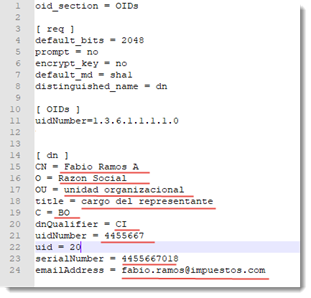 1 oid_section = OIDs
2
3 [ req ]
4 default_bits = 2048
5 prompt = no
6 encrypt_key = no
7 default_md = sha1
8 distinguished_name = dn
9
10 [ OIDs ]
11 uidNumber=1.3.6.1.1.1.1.0
12
13
14 [ dn ]
15 CN = Fabio Ramos A
16 O = Razon Social
17 OU = unidad organizacional
18 title = cargo del representante
19 C = BO
20 dnQualifier = CI
21 uidNumber = 4455667
22 uid = 20
23 serialNumber = 4455667018
24 emailAddress = fabio.ramos@impuestos.com